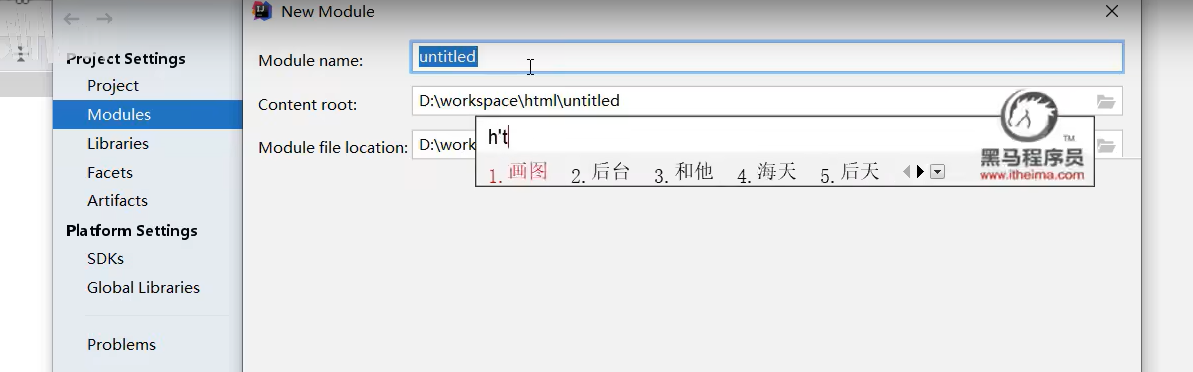 New Module
Project Settings
Project
Modules
Libraries
Facets
Artifacts
Platform Settings
SDKs
Global Libraries
Problems
Module name:
untitled
Content root:
D:\workspace\html\untitled
Module file location:
D:\work
h't
1. 画图 2. 后台 3. 和他 4. 海天 5. 后天
TM
黑马程序员
www.itheima.com